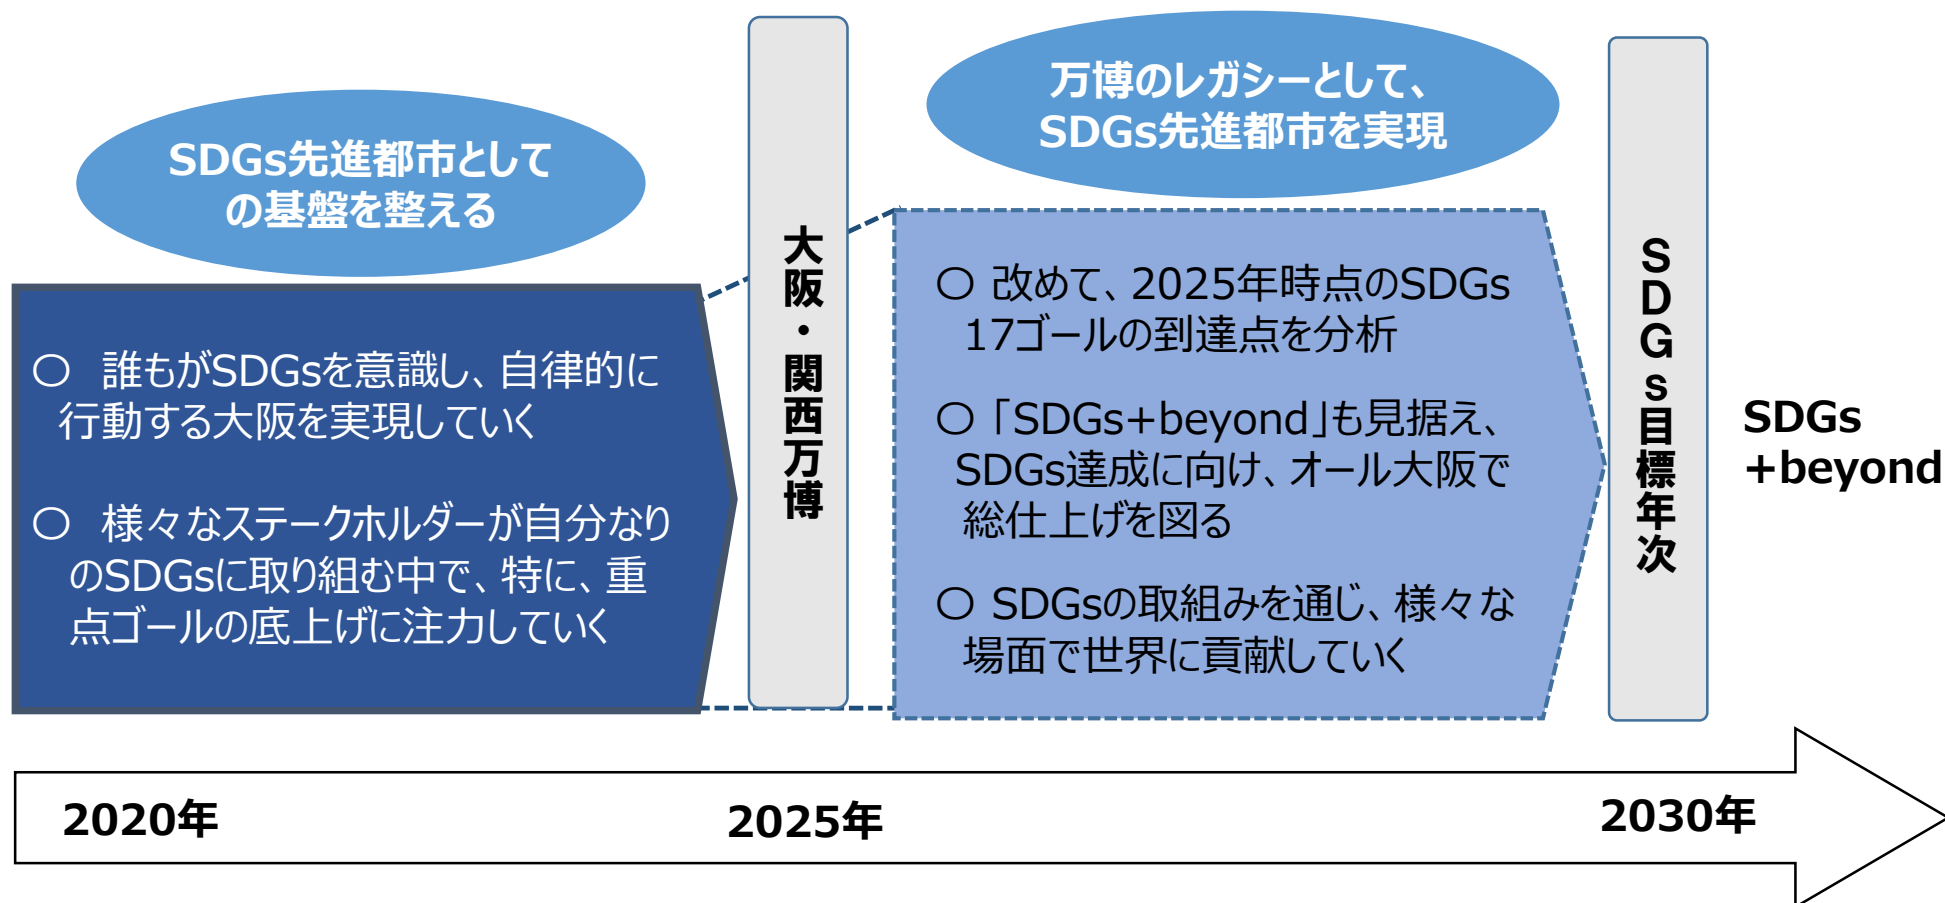 SDGs先進都市として
の基盤を整える
〇　誰もがSDGsを意識し、自律的に
行動する大阪を実現していく
〇　様々なステークホルダーが自分なり
のSDGsに取り組む中で、特に、重
点ゴールの底上げに注力していく
大阪・関西万博
万博のレガシーとして、
SDGs先進都市を実現
〇 改めて、2025年時点のSDGs
17ゴールの到達点を分析
〇「SDGs+beyond」も見据え、
SDGs達成に向け、オール大阪で
総仕上げを図る
〇 SDGsの取組みを通じ、様々な
場面で世界に貢献していく
SDGs目標年次
SDGs
+beyond
2020年
2025年
2030年